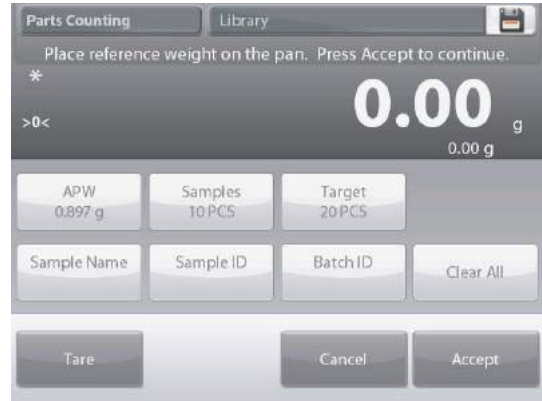 Parts Counting Library
Place reference weight on the pan. Press Accept to continue.
*
>0<
0.00 g
0.00 g
APW Samples Target
0.897 g 10 PCS 20 PCS
Sample Name Sample ID Batch ID Clear All
Tare Cancel Accept